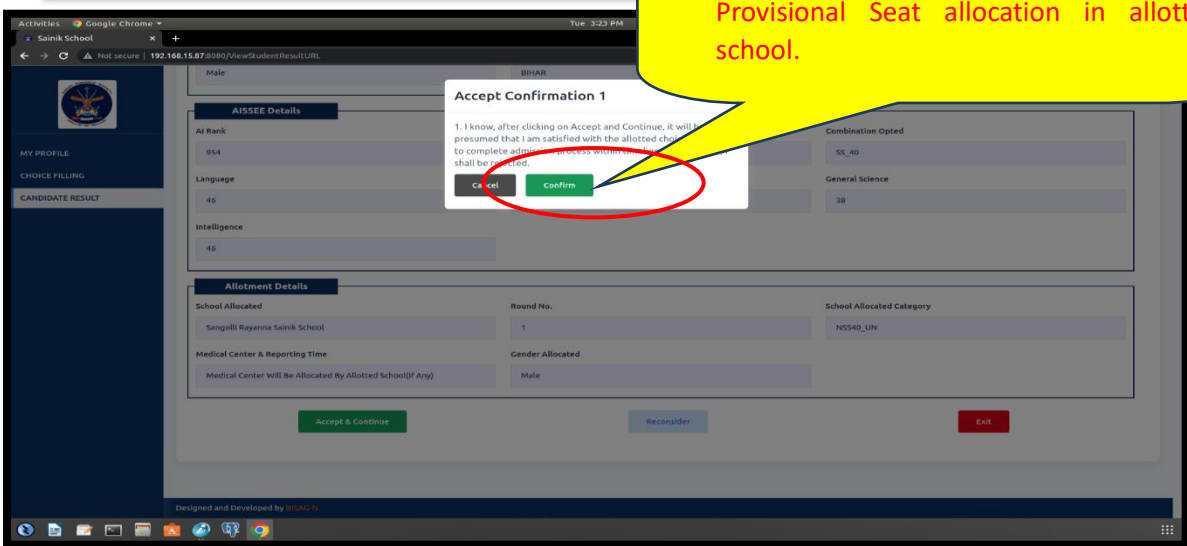 Provisional Seat allocation in allott
school.
Activities Google Chrome Tue 3:23 PM
Sainik School × +
Not secure | 192.168.15.87:8080/ViewStudentResultURL
MY PROFILE
CHOICE FILLING
CANDIDATE RESULT
Male BIHAR
Accept Confirmation 1
1. I know, after clicking on Accept and Continue, it will b
presumed that I am satisfied with the allotted choi
to complete admission process within
shall be rejected.
Cancel Confirm
AISSEE Details
AI Rank Combination Opted
954 SS_40
Language General Science
46 38
Intelligence
46
Allotment Details
School Allocated Round No. School Allocated Category
Sangolli Rayanna Sainik School 1 NSS40_UN
Medical Center & Reporting Time Gender Allocated
Medical Center Will Be Allocated By Allotted School(If Any) Male
Accept & Continue Reconsider Exit
Designed and Developed by BISAG-N